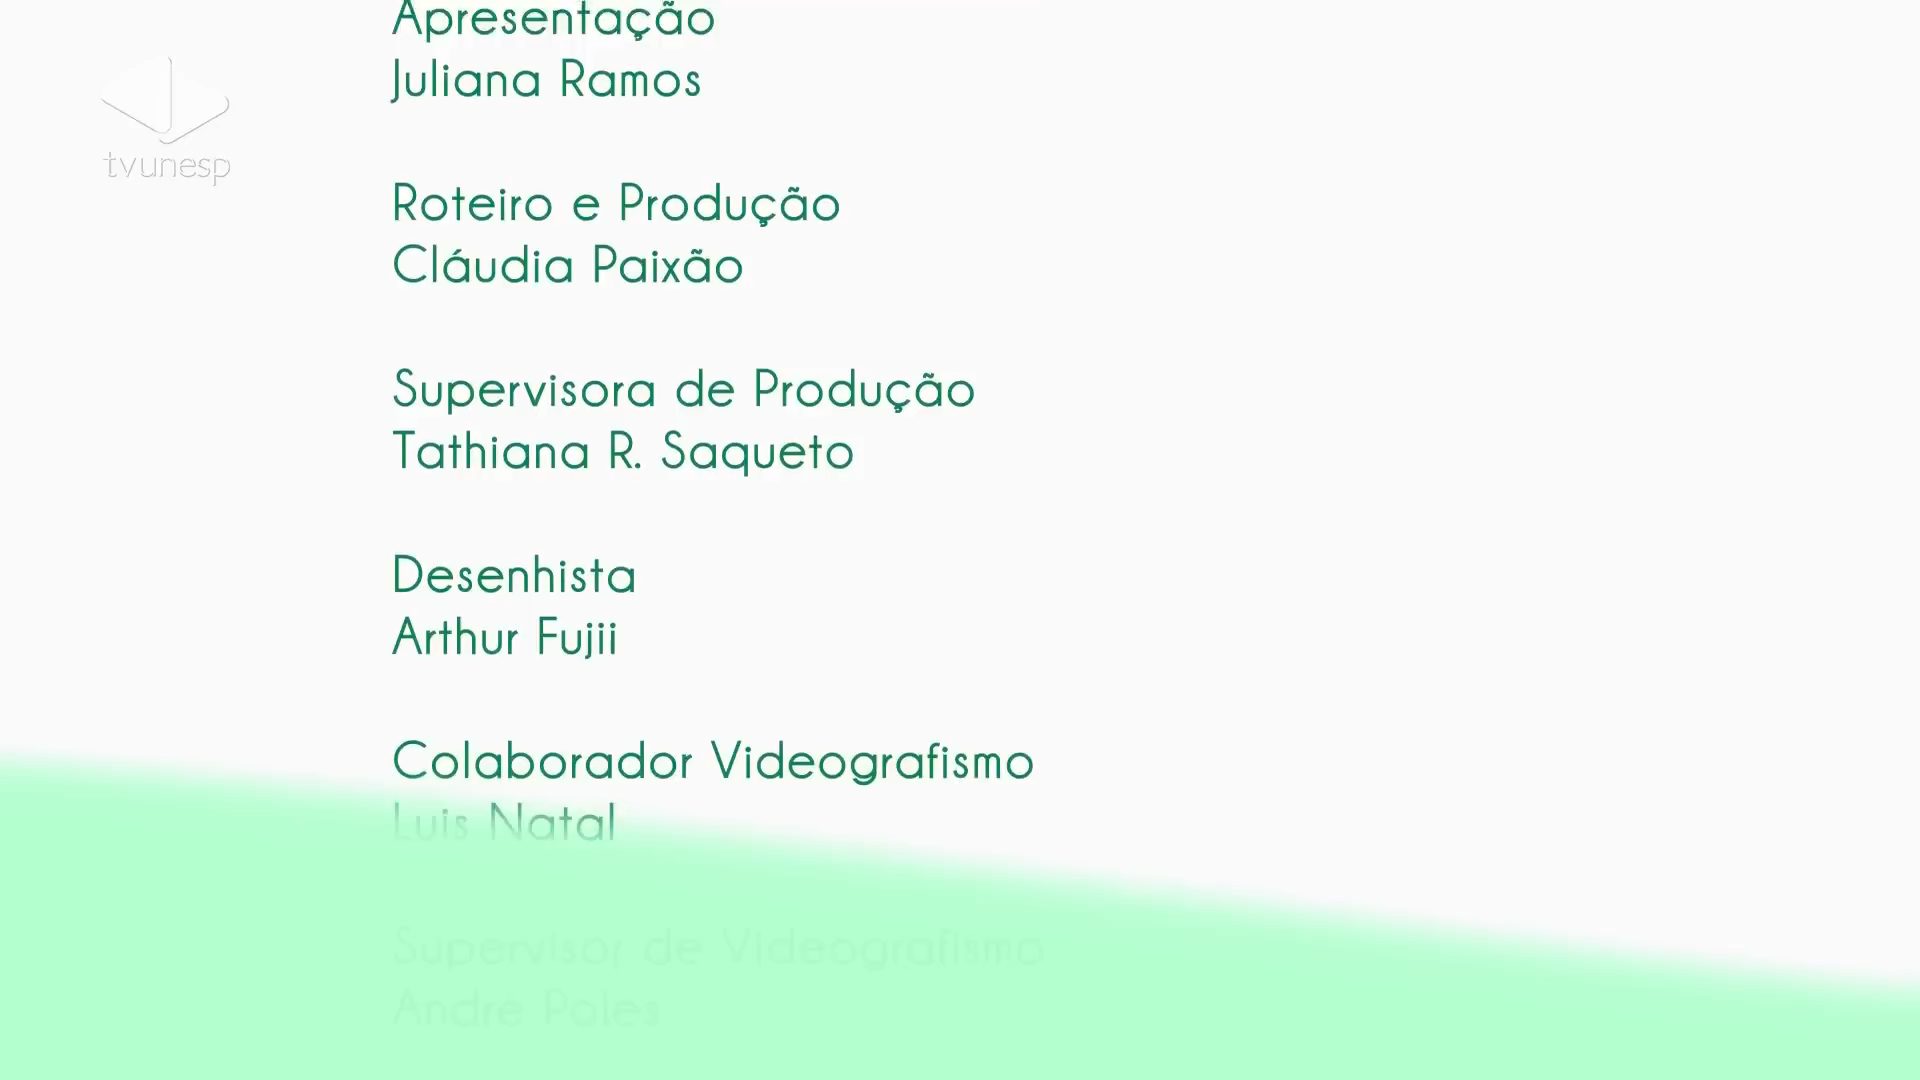 Apresentação
Juliana Ramos
tvunesp
Roteiro e Produção
Cláudia Paixão
Supervisora de Produção
Tathiana R. Saqueto
Desenhista
Arthur Fujii
Colaborador Videografismo
Luis Natal
Supervisor de Videografismo
André Poles